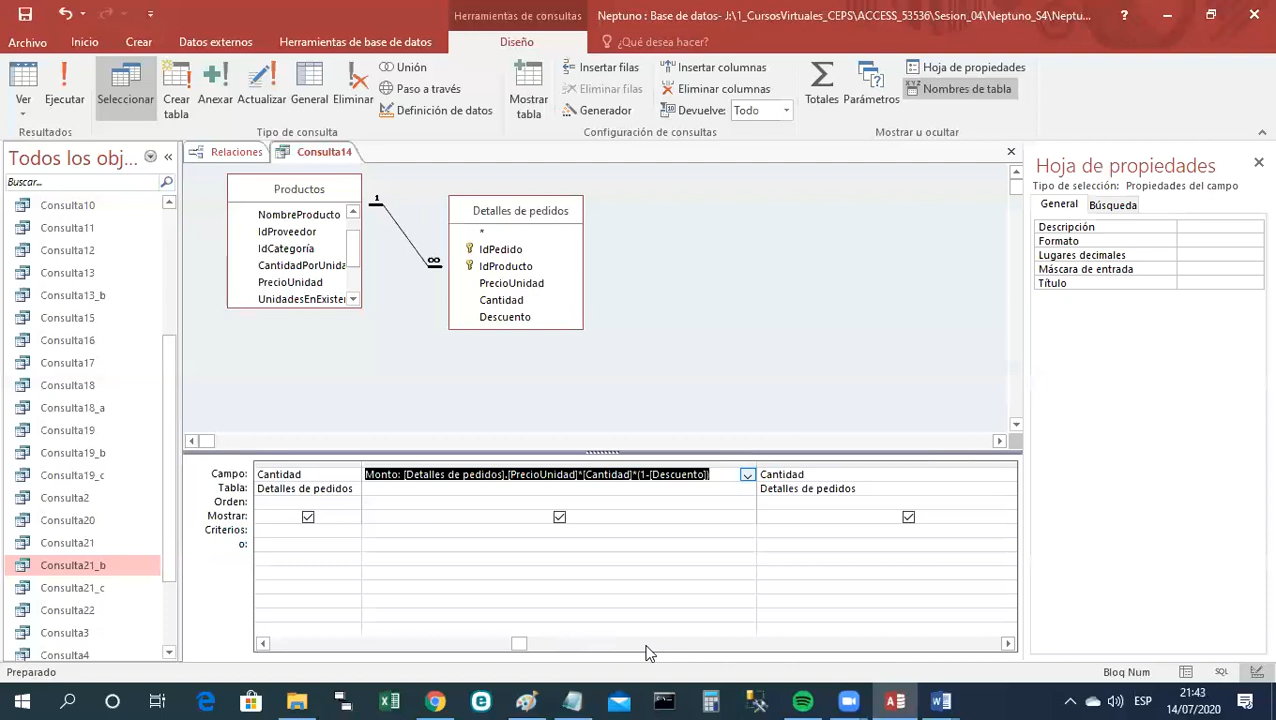 Herramientas de consultas
Neptuno : Base de datos- J:\1_CursosVirtuales_CEPS\ACCESS_53536\Sesion_04\Neptuno_S4\Neptu...
?
Archivo
Inicio
Crear
Datos externos
Herramientas de base de datos
Diseño
¿Qué desea hacer?
Ver
Ejecutar
Seleccionar
Crear
tabla
Anexar
Actualizar
General
Eliminar
Unión
Paso a través
Definición de datos
Mostrar
tabla
Insertar filas
Eliminar filas
Generador
Insertar columnas
Eliminar columnas
Devuelve:
Todo
Totales
Parámetros
Hoja de propiedades
Nombres de tabla
Resultados
Tipo de consulta
Configuración de consultas
Mostrar u ocultar
Todos los obj...
Buscar...
Consulta10
Consulta11
Consulta12
Consulta13
Consulta13_b
Consulta15
Consulta16
Consulta17
Consulta18
Consulta18_a
Consulta19
Consulta19_b
Consulta19_c
Consulta2
Consulta20
Consulta21
Consulta21_b
Consulta21_c
Consulta22
Consulta3
Consulta4
Relaciones
Consulta14
Productos
NombreProducto
IdProveedor
IdCategoría
CantidadPorUnida
PrecioUnidad
UnidadesEnExister
1
∞
Detalles de pedidos
*
IdPedido
IdProducto
PrecioUnidad
Cantidad
Descuento
Campo:
Cantidad
Monto: [Detalles de pedidos].[PrecioUnidad]*[Cantidad]*(1-[Descuento])
Cantidad
Tabla:
Detalles de pedidos
Detalles de pedidos
Orden:
Mostrar:
Criterios:
o:
Hoja de propiedades
Tipo de selección: Propiedades del campo
General
Búsqueda
Descripción
Formato
Lugares decimales
Máscara de entrada
Título
Preparado
Bloq Num
SQL
ESP
21:43
14/07/2020